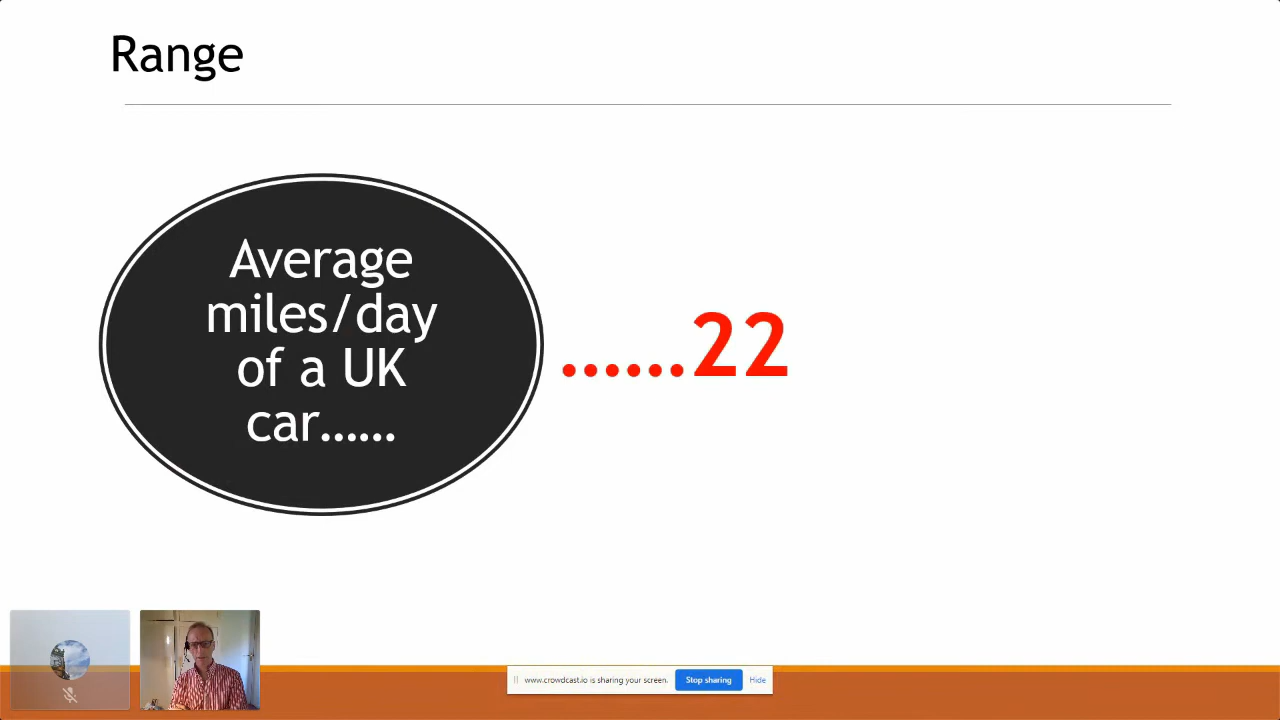 Range
Average
miles/day
of a UK
car......
......22
www.crowdcast.io is sharing your screen.
Stop sharing
Hide